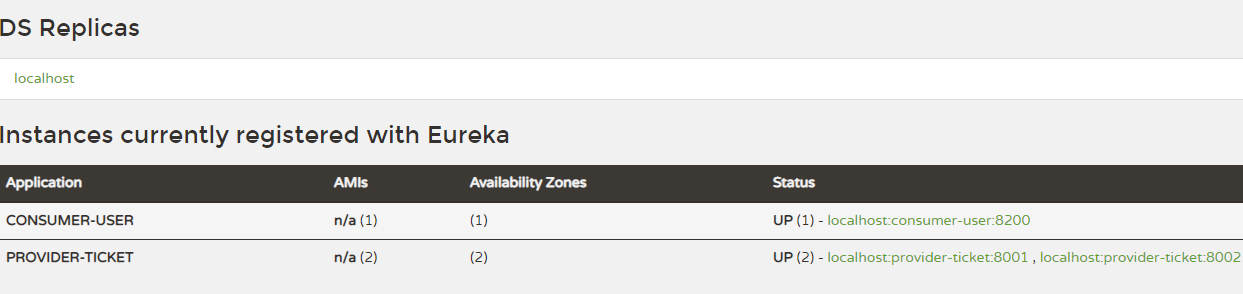 DS Replicas
localhost
Instances currently registered with Eureka
Application AMIs Availability Zones Status
CONSUMER-USER n/a (1) (1) UP (1) - localhost:consumer-user:8200
PROVIDER-TICKET n/a (2) (2) UP (2) - localhost:provider-ticket:8001 , localhost:provider-ticket:8002